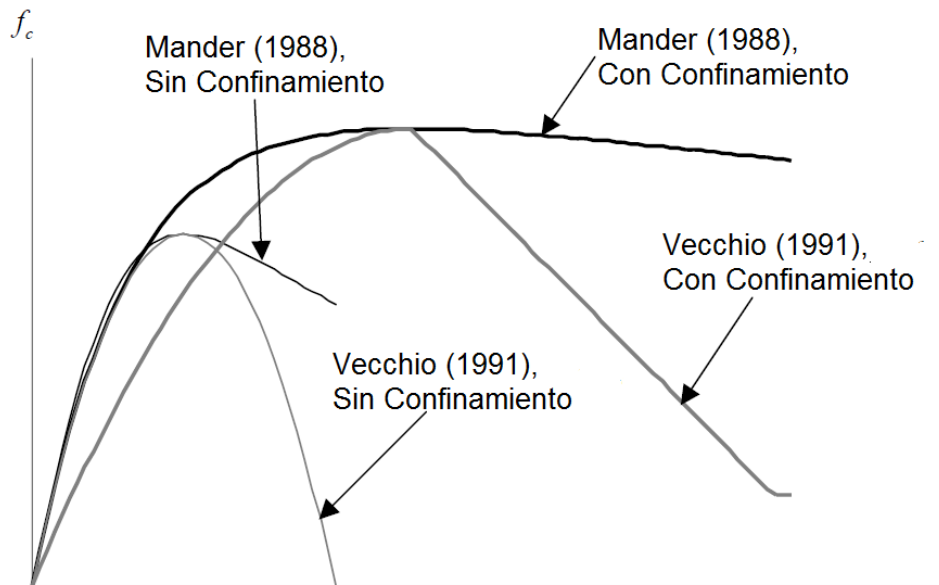 f_c
Mander (1988),
Sin Confinamiento
Mander (1988),
Con Confinamiento
Vecchio (1991),
Con Confinamiento
Vecchio (1991),
Sin Confinamiento